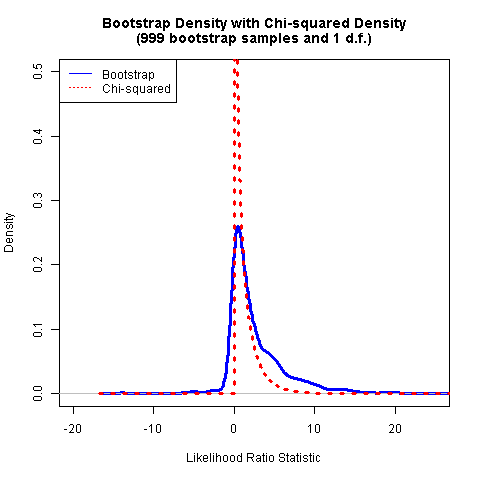 Bootstrap Density with Chi-squared Density
(999 bootstrap samples and 1 d.f.)
Bootstrap
Chi-squared
Density
0.5
0.4
0.3
0.2
0.1
0.0
-20 -10 0 10 20
Likelihood Ratio Statistic